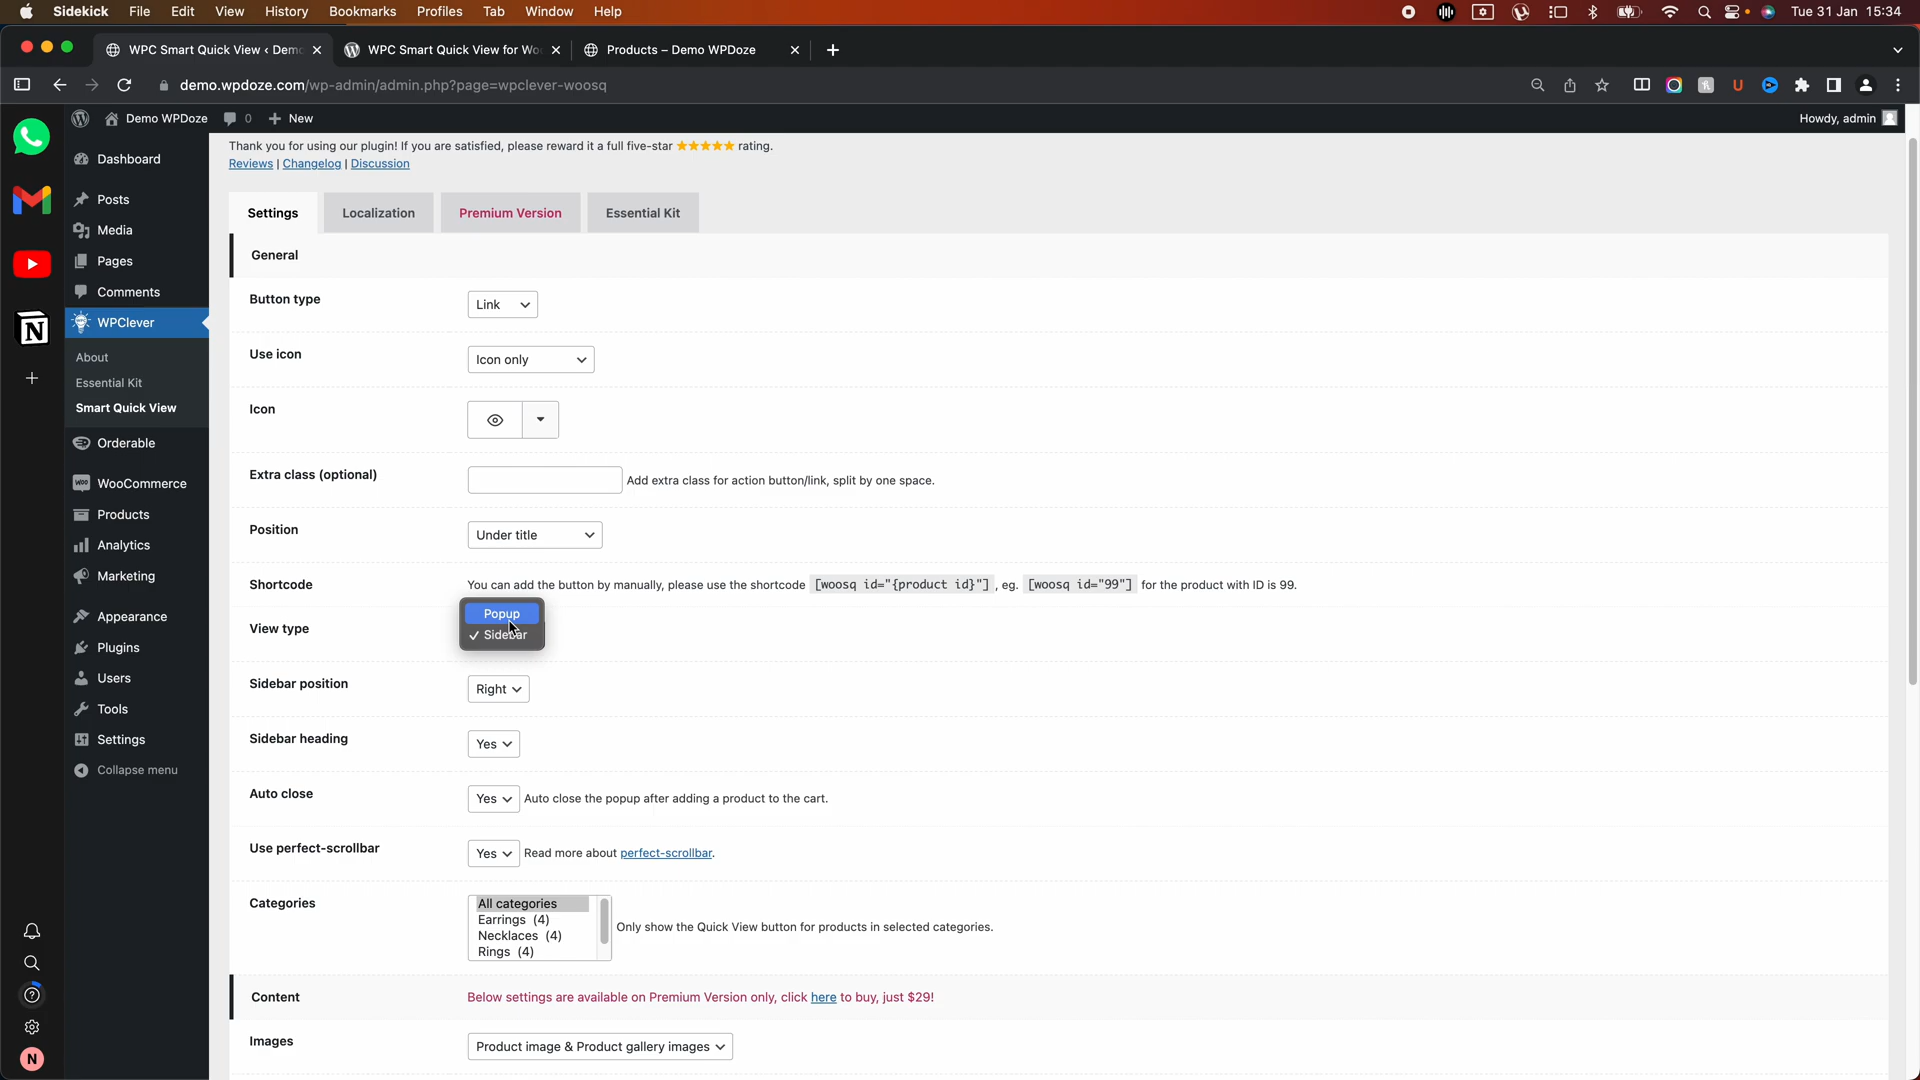 Sidekick File Edit View History Bookmarks Profiles Tab Window Help Tue 31 Jan 15:34
WPC Smart Quick View ‹ Demo WPC Smart Quick View for Wo Products – Demo WPDoze
demo.wpdoze.com/wp-admin/admin.php?page=wpclever-woosq
Demo WPDoze 0 New Howdy, admin
Dashboard
Posts
Media
Pages
Comments
WPClever
About
Essential Kit
Smart Quick View
Orderable
WooCommerce
Products
Analytics
Marketing
Appearance
Plugins
Users
Tools
Settings
Collapse menu
N
Thank you for using our plugin! If you are satisfied, please reward it a full five-star ⭐⭐⭐⭐⭐ rating.
Reviews | Changelog | Discussion
Settings Localization Premium Version Essential Kit
General
Button type Link
Use icon Icon only
Icon
Extra class (optional) Add extra class for action button/link, split by one space.
Position Under title
Shortcode You can add the button by manually, please use the shortcode [woosq id="{product id}"] , eg. [woosq id="99"] for the product with ID is 99.
View type Popup
✓ Sidebar
Sidebar position Right
Sidebar heading Yes
Auto close Yes Auto close the popup after adding a product to the cart.
Use perfect-scrollbar Yes Read more about perfect-scrollbar.
Categories All categories
Earrings (4)
Necklaces (4)
Rings (4)
Only show the Quick View button for products in selected categories.
Content Below settings are available on Premium Version only, click here to buy, just $29!
Images Product image & Product gallery images